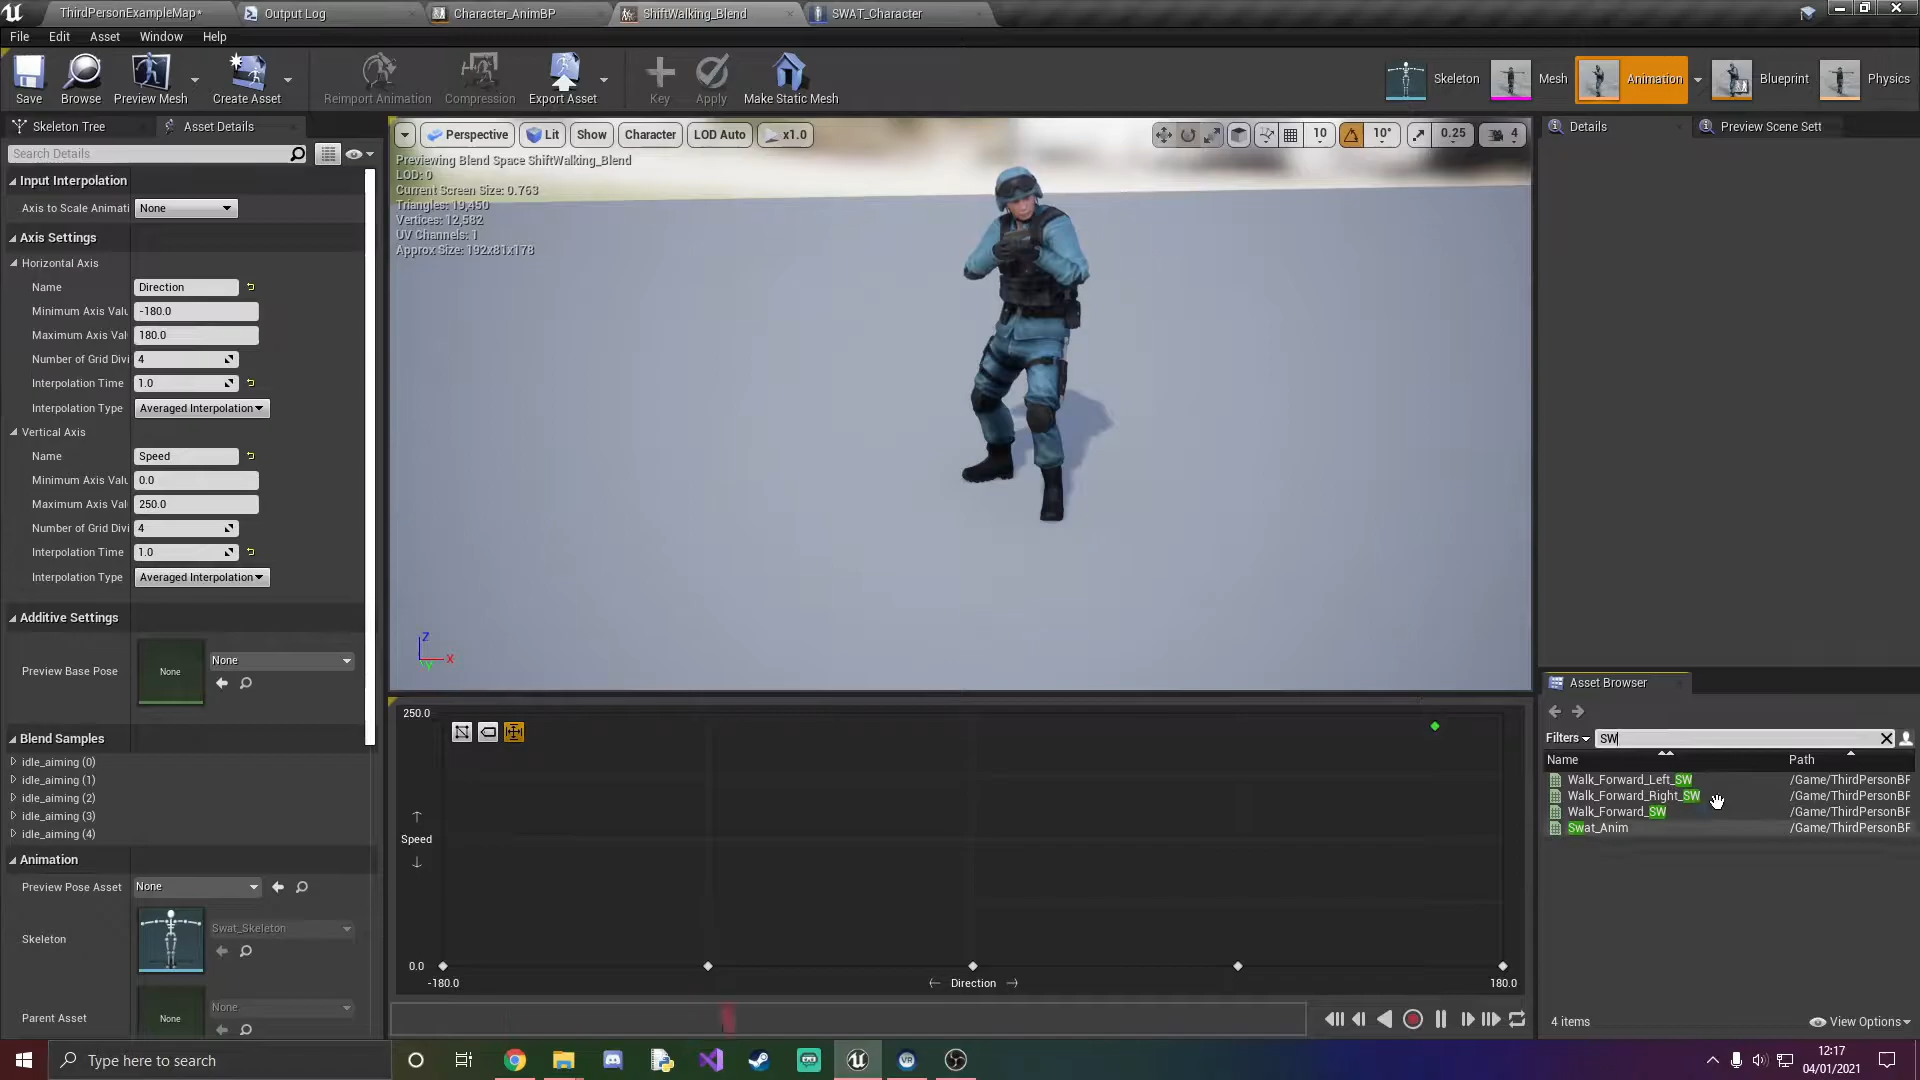 ThirdPersonExampleMap*
Output Log
Character_AnimBP
ShiftWalking_Blend
SWAT_Character
File Edit Asset Window Help
Save
Browse
Preview Mesh
Create Asset
Reimport Animation
Compression
Export Asset
Key
Apply
Make Static Mesh
Skeleton
Mesh
Animation
Blueprint
Physics
Skeleton Tree
Asset Details
Search Details
Input Interpolation
Axis to Scale Animati None
Axis Settings
Horizontal Axis
Name Direction
Minimum Axis Valu -180.0
Maximum Axis Val 180.0
Number of Grid Divi 4
Interpolation Time 1.0
Interpolation Type Averaged Interpolation
Vertical Axis
Name Speed
Minimum Axis Valu 0.0
Maximum Axis Val 250.0
Number of Grid Divi 4
Interpolation Time 1.0
Interpolation Type Averaged Interpolation
Additive Settings
Preview Base Pose None None
Blend Samples
idle_aiming (0)
idle_aiming (1)
idle_aiming (2)
idle_aiming (3)
idle_aiming (4)
Animation
Preview Pose Asset None
Skeleton Swat_Skeleton
Parent Asset None None
Perspective Lit Show Character LOD Auto x1.0
10 10° 0.25 4
Previewing Blend Space ShiftWalking_Blend
LOD: 0
Current Screen Size: 0.763
Triangles: 19,450
Vertices: 12,582
UV Channels: 1
Approx Size: 192x81x178
Z
X
Y
250.0
Speed
0.0
-180.0 Direction 180.0
Details
Preview Scene Sett
Asset Browser
Filters SW
Name Path
Walk_Forward_Left_SW /Game/ThirdPersonBF
Walk_Forward_Right_SW /Game/ThirdPersonBF
Walk_Forward_SW /Game/ThirdPersonBF
Swat_Anim /Game/ThirdPersonBF
4 items View Options
Type here to search
VR
12:17
04/01/2021